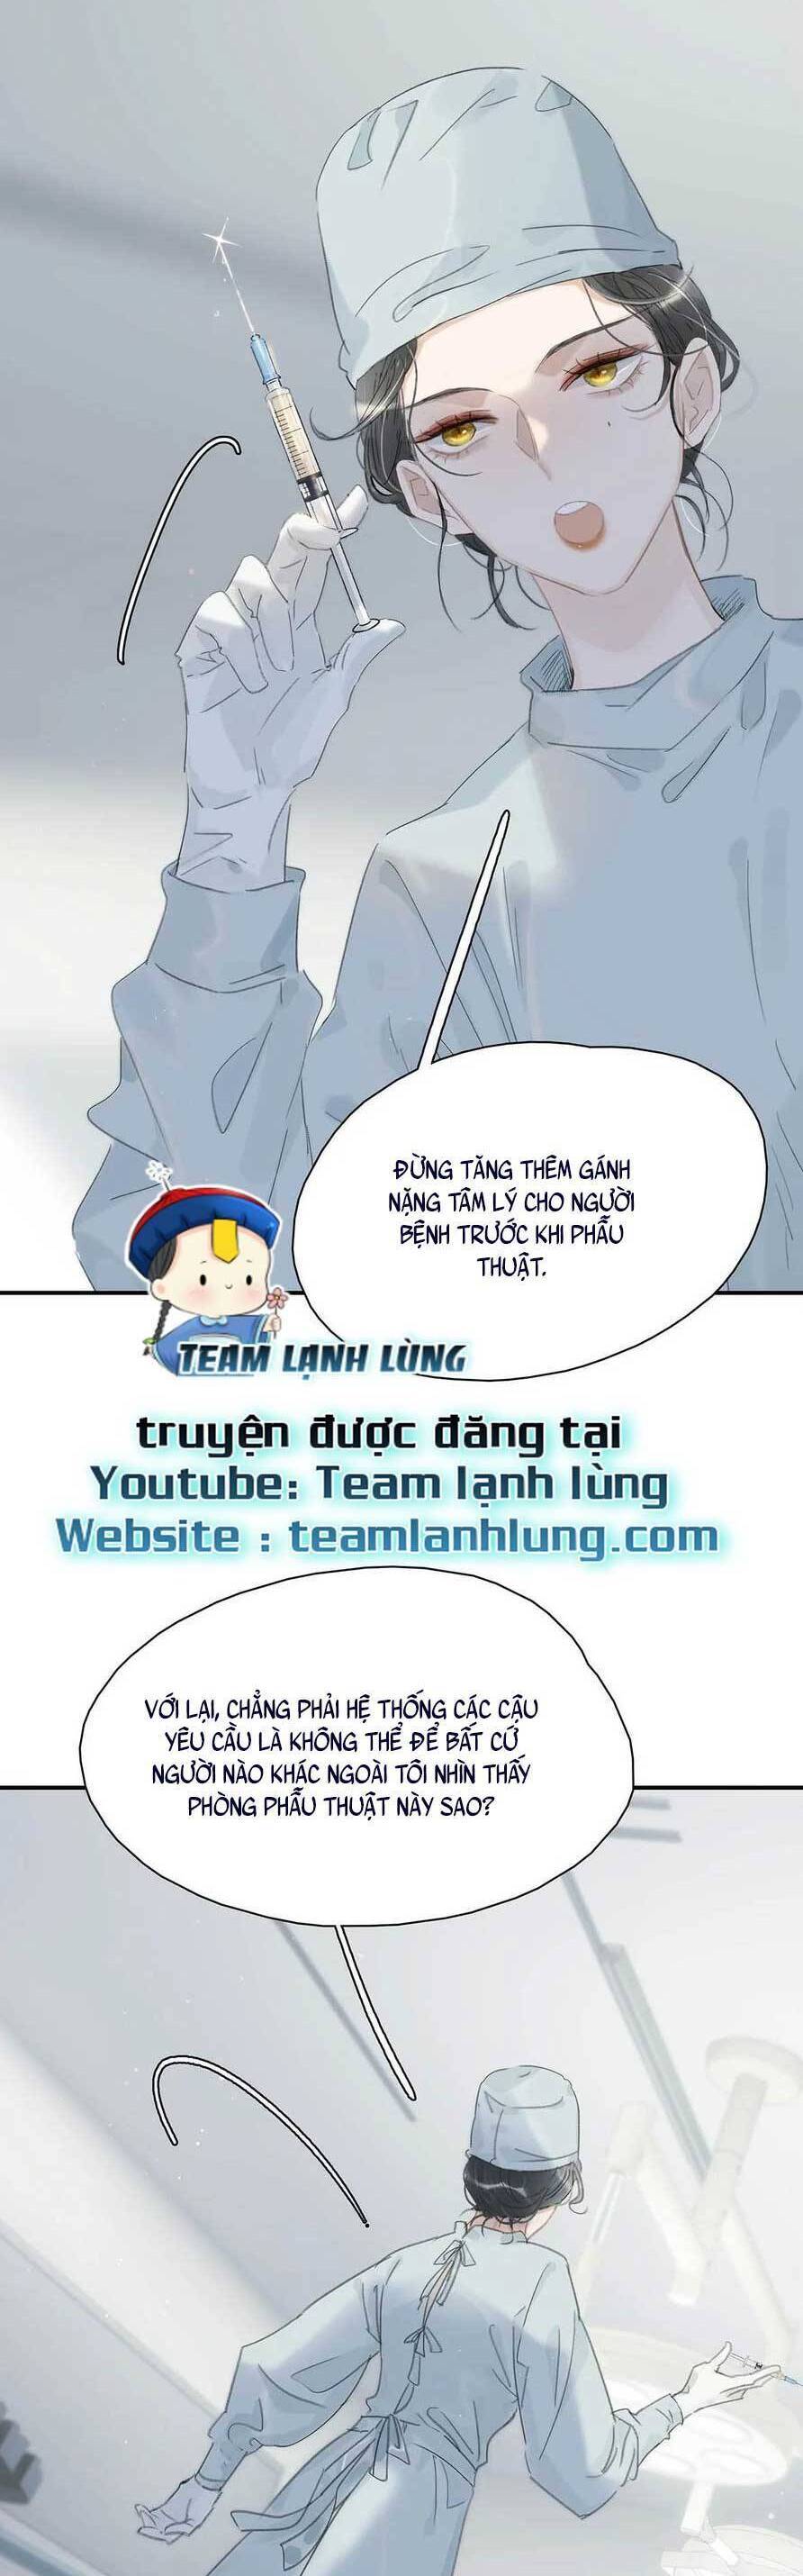 ĐỪNG TĂNG THÊM GÁNH
NẶNG TÂM LÝ CHO NGƯỜI
BỆNH TRƯỚC KHI PHẪU
THUẬT.
TEAM LẠNH LÙNG
truyện được đăng tại
Youtube: Team lạnh lùng
Website : teamlanhlung.com
VỚI LẠI, CHẲNG PHẢI HỆ THỐNG CÁC CẬU
YÊU CẦU LÀ KHÔNG THỂ ĐỂ BẤT CỨ
NGƯỜI NÀO KHÁC NGOÀI TÔI NHÌN THẤY
PHÒNG PHẪU THUẬT NÀY SAO?